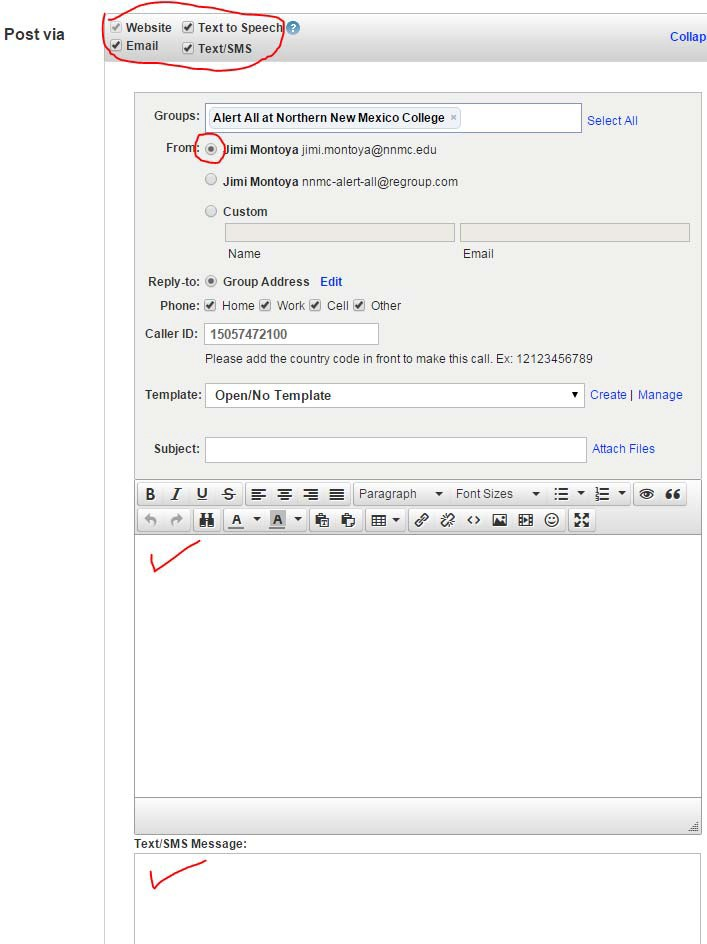 Post via
Website Text to Speech ?
Email Text/SMS
Collap
Groups: Alert All at Northern New Mexico College × Select All
From: Jimi Montoya jimi.montoya@nnmc.edu
Jimi Montoya nnmc-alert-all@regroup.com
Custom
Name Email
Reply-to: Group Address Edit
Phone: Home Work Cell Other
Caller ID: 15057472100
Please add the country code in front to make this call. Ex: 12123456789
Template: Open/No Template Create | Manage
Subject: Attach Files
B I U S Paragraph Font Sizes
A A
Text/SMS Message: